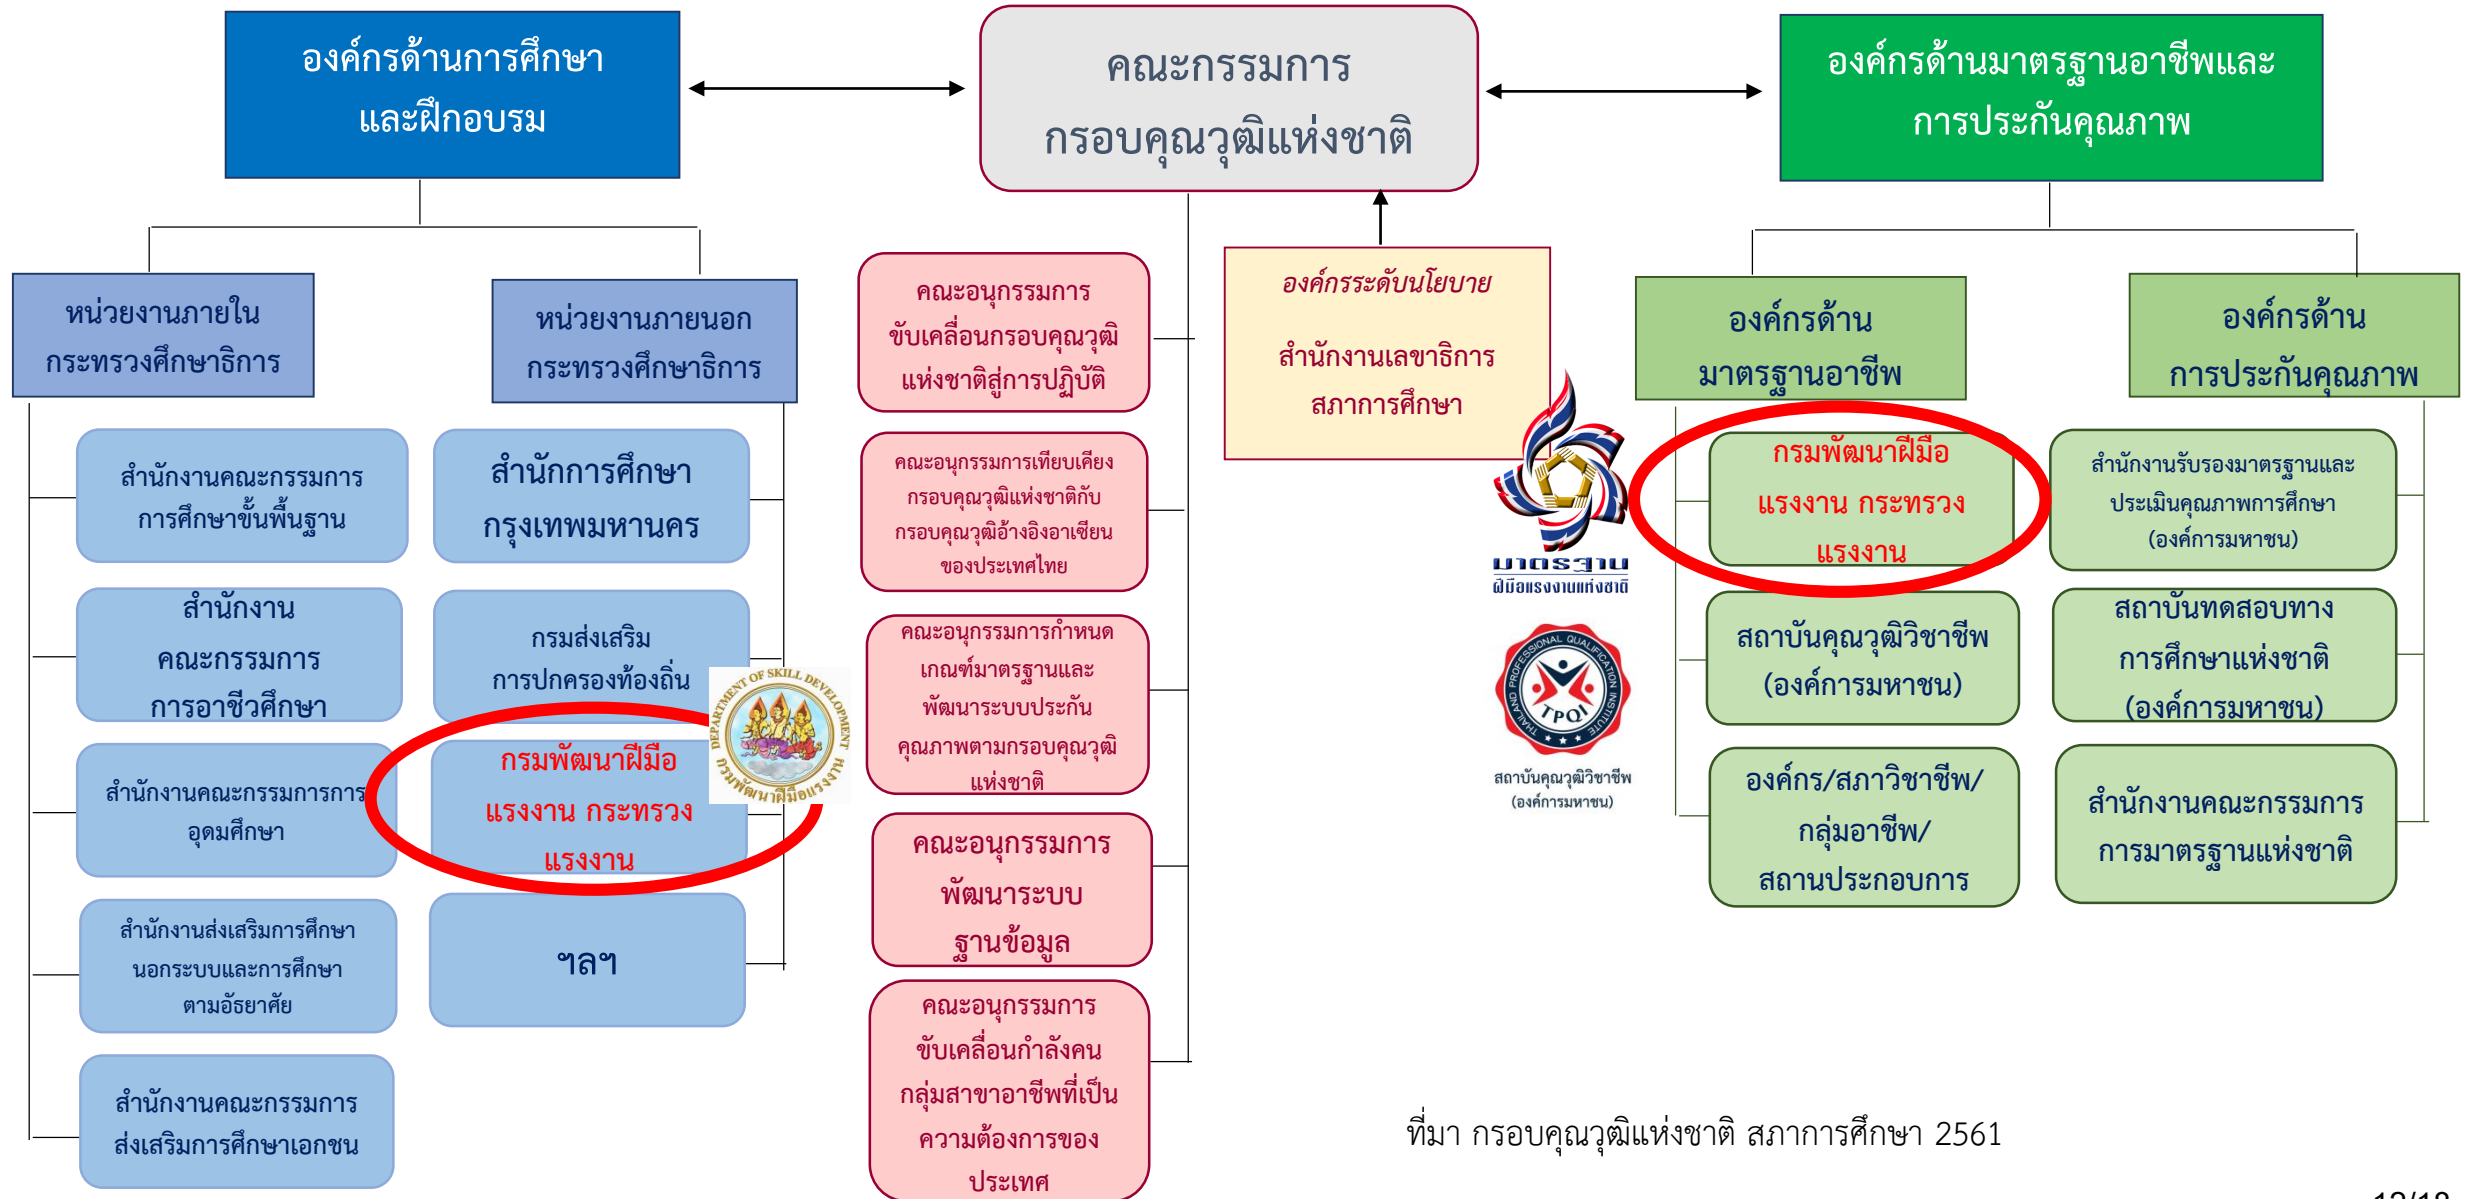 องค์กรด้านการศึกษา
และฝึกอบรม
คณะกรรมการ
กรอบคุณวุฒิแห่งชาติ
องค์กรด้านมาตรฐานอาชีพและ
การประกันคุณภาพ
หน่วยงานภายใน
กระทรวงศึกษาธิการ
สำนักงานคณะกรรมการ
การศึกษาขั้นพื้นฐาน
สำนักงาน
คณะกรรมการ
การอาชีวศึกษา
สำนักงานคณะกรรมการการ
อุดมศึกษา
สำนักงานส่งเสริมการศึกษา
นอกระบบและการศึกษา
ตามอัธยาศัย
สำนักงานคณะกรรมการ
ส่งเสริมการศึกษาเอกชน
หน่วยงานภายนอก
กระทรวงศึกษาธิการ
สำนักการศึกษา
กรุงเทพมหานคร
กรมส่งเสริม
การปกครองท้องถิ่น
กรมพัฒนาฝีมือ
แรงงาน กระทรวง
แรงงาน
ฯลฯ
DEPARTMENT OF SKILL DEVELOPMENT
กรมพัฒนาฝีมือแรงงาน
คณะอนุกรรมการ
ขับเคลื่อนกรอบคุณวุฒิ
แห่งชาติสู่การปฏิบัติ
คณะอนุกรรมการเทียบเคียง
กรอบคุณวุฒิแห่งชาติกับ
กรอบคุณวุฒิอ้างอิงอาเซียน
ของประเทศไทย
คณะอนุกรรมการกำหนด
เกณฑ์มาตรฐานและ
พัฒนาระบบประกัน
คุณภาพตามกรอบคุณวุฒิ
แห่งชาติ
คณะอนุกรรมการ
พัฒนาระบบ
ฐานข้อมูล
คณะอนุกรรมการ
ขับเคลื่อนกำลังคน
กลุ่มสาขาอาชีพที่เป็น
ความต้องการของ
ประเทศ
องค์กรระดับนโยบาย
สำนักงานเลขาธิการ
สภาการศึกษา
มาตรฐาน
ฝีมือแรงงานแห่งชาติ
THAILAND PROFESSIONAL QUALIFICATION INSTITUTE
TPQI
สถาบันคุณวุฒิวิชาชีพ
(องค์การมหาชน)
องค์กรด้าน
มาตรฐานอาชีพ
กรมพัฒนาฝีมือ
แรงงาน กระทรวง
แรงงาน
สถาบันคุณวุฒิวิชาชีพ
(องค์การมหาชน)
องค์กร/สภาวิชาชีพ/
กลุ่มอาชีพ/
สถานประกอบการ
องค์กรด้าน
การประกันคุณภาพ
สำนักงานรับรองมาตรฐานและ
ประเมินคุณภาพการศึกษา
(องค์การมหาชน)
สถาบันทดสอบทาง
การศึกษาแห่งชาติ
(องค์การมหาชน)
สำนักงานคณะกรรมการ
การมาตรฐานแห่งชาติ
ที่มา กรอบคุณวุฒิแห่งชาติ สภาการศึกษา 2561